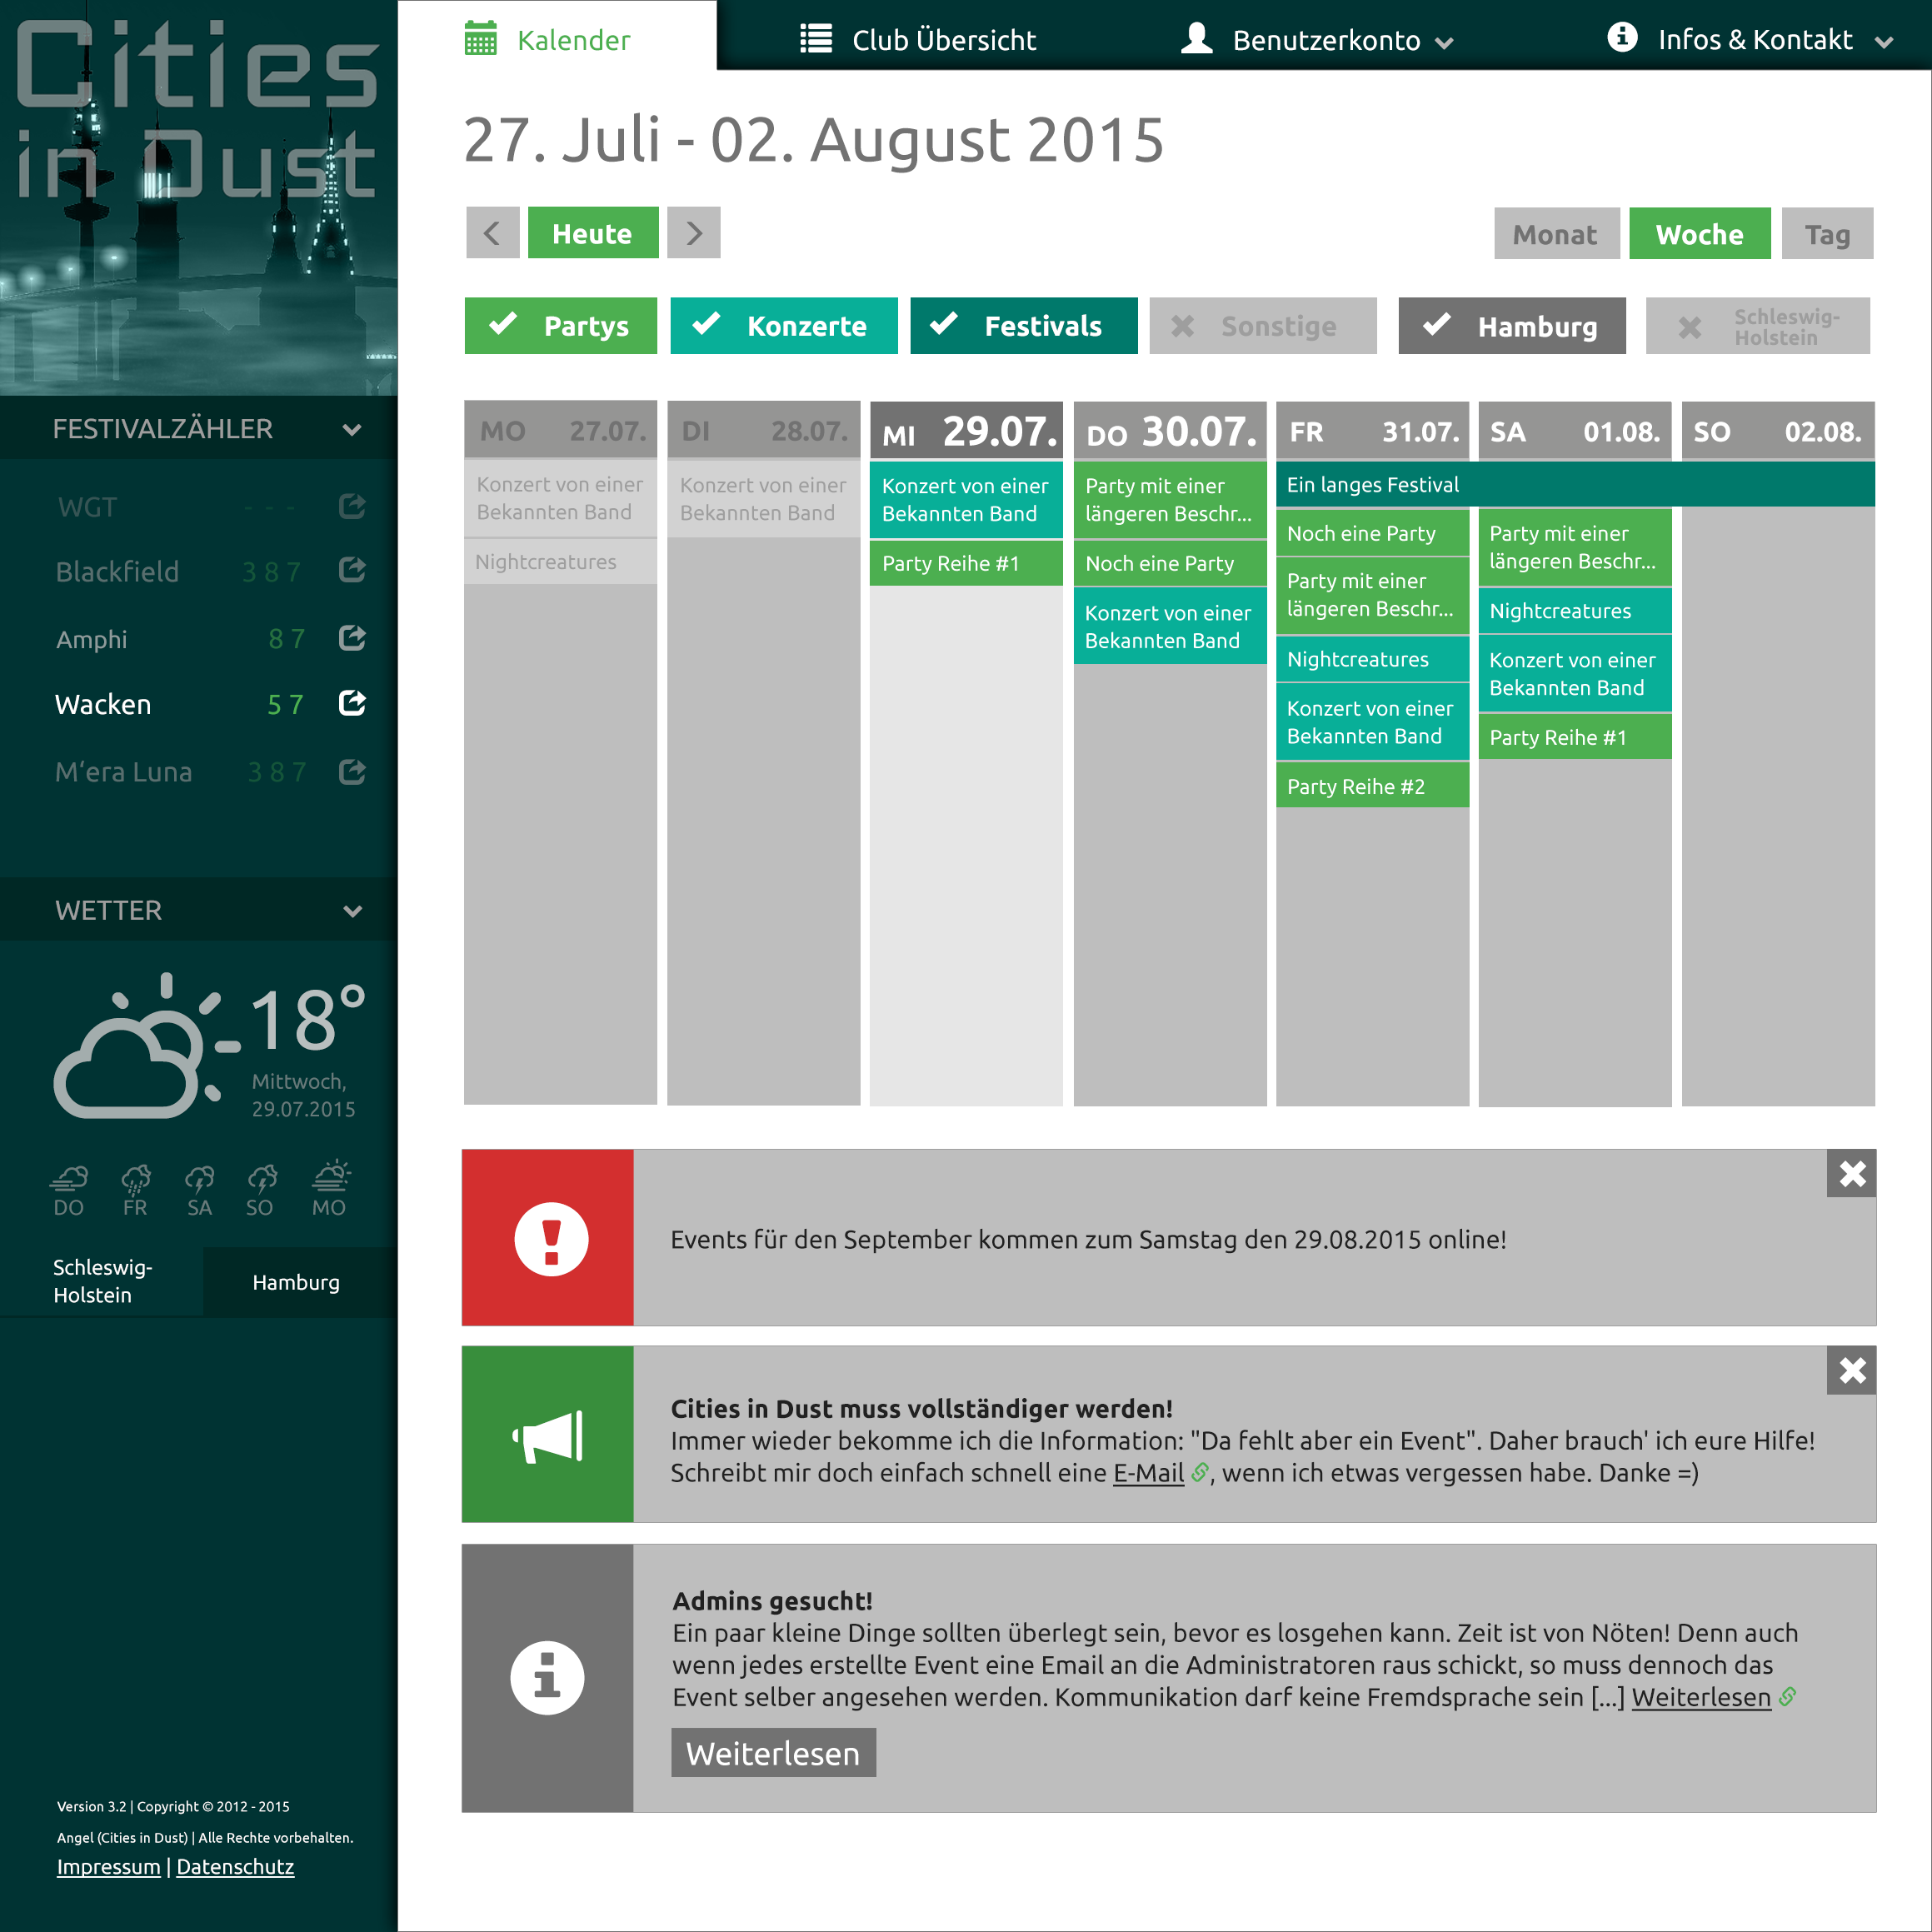 Cities
in Dust
Kalender
Club Übersicht
Benutzerkonto
Infos & Kontakt
27. Juli - 02. August 2015
Heute
Monat
Woche
Tag
Partys
Konzerte
Festivals
Sonstige
Hamburg
Schleswig-
Holstein
FESTIVALZÄHLER
WGT - - -
Blackfield 387
Amphi 87
Wacken 57
M‘era Luna 387
WETTER
18°
Mittwoch,
29.07.2015
DO FR SA SO MO
Schleswig-
Holstein
Hamburg
Version 3.2 | Copyright © 2012 - 2015
Angel (Cities in Dust) | Alle Rechte vorbehalten.
Impressum | Datenschutz
MO 27.07.
Konzert von einer
Bekannten Band
Nightcreatures
DI 28.07.
Konzert von einer
Bekannten Band
MI 29.07.
Konzert von einer
Bekannten Band
Party Reihe #1
DO 30.07.
Party mit einer
längeren Beschr...
Noch eine Party
Konzert von einer
Bekannten Band
FR 31.07.
SA 01.08.
SO 02.08.
Ein langes Festival
Noch eine Party
Party mit einer
längeren Beschr...
Nightcreatures
Konzert von einer
Bekannten Band
Party Reihe #2
Party mit einer
längeren Beschr...
Nightcreatures
Konzert von einer
Bekannten Band
Party Reihe #1
Events für den September kommen zum Samstag den 29.08.2015 online!
Cities in Dust muss vollständiger werden!
Immer wieder bekomme ich die Information: "Da fehlt aber ein Event". Daher brauch' ich eure Hilfe!
Schreibt mir doch einfach schnell eine E-Mail , wenn ich etwas vergessen habe. Danke =)
Admins gesucht!
Ein paar kleine Dinge sollten überlegt sein, bevor es losgehen kann. Zeit ist von Nöten! Denn auch
wenn jedes erstellte Event eine Email an die Administratoren raus schickt, so muss dennoch das
Event selber angesehen werden. Kommunikation darf keine Fremdsprache sein [...] Weiterlesen
Weiterlesen